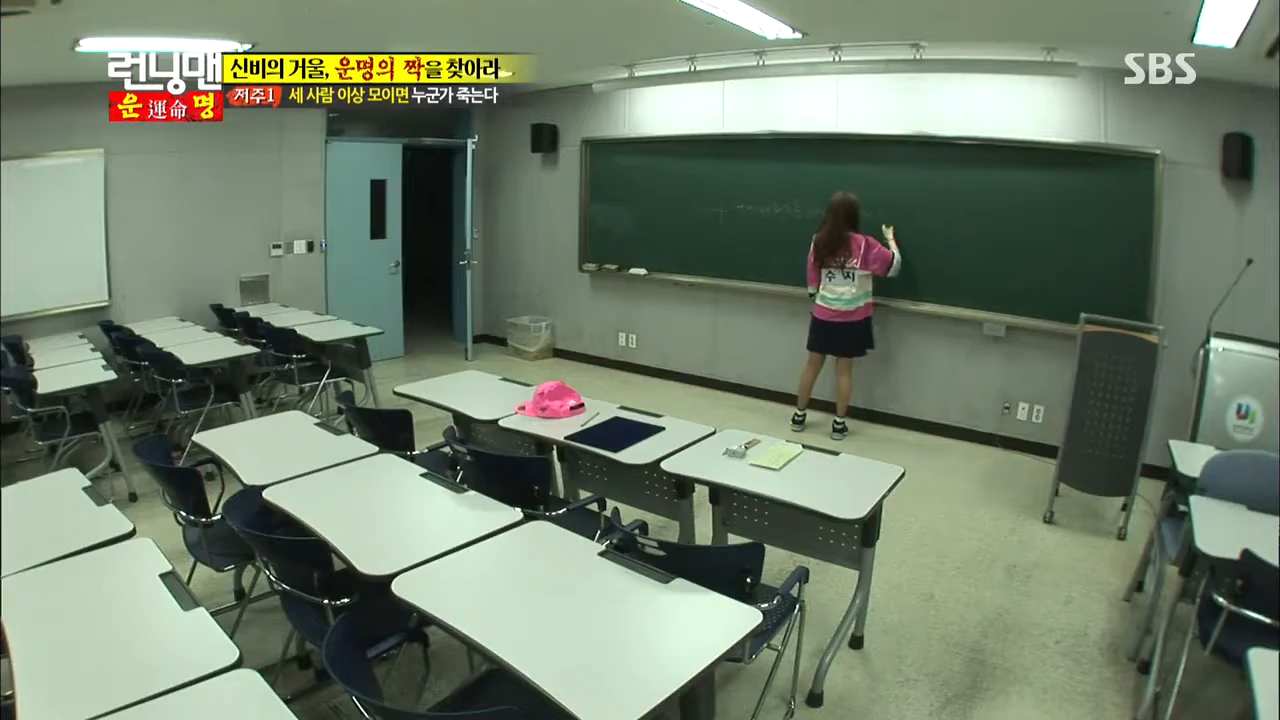 런닝맨
운 運命 명
신비의 거울, 운명의 짝을 찾아라
저주1 세 사람 이상 모이면 누군가 죽는다
SBS
수지